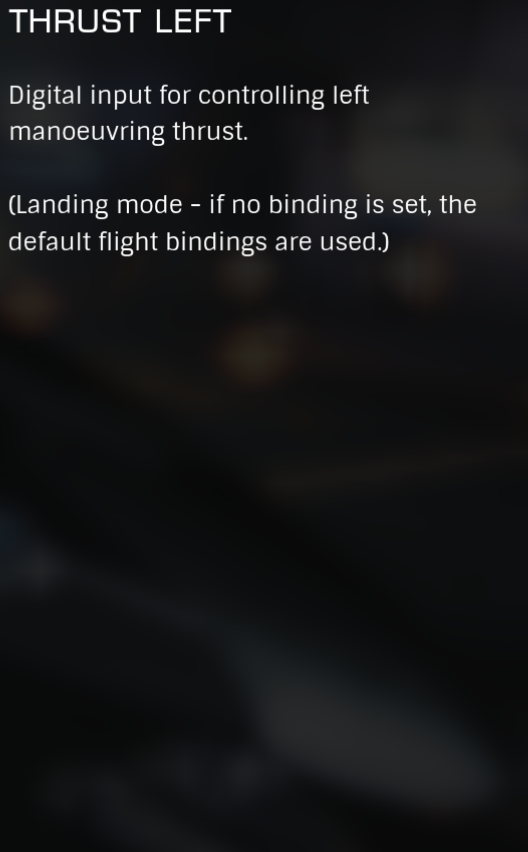 THRUST LEFT
Digital input for controlling left
manoeuvring thrust.
(Landing mode - if no binding is set, the
default flight bindings are used.)